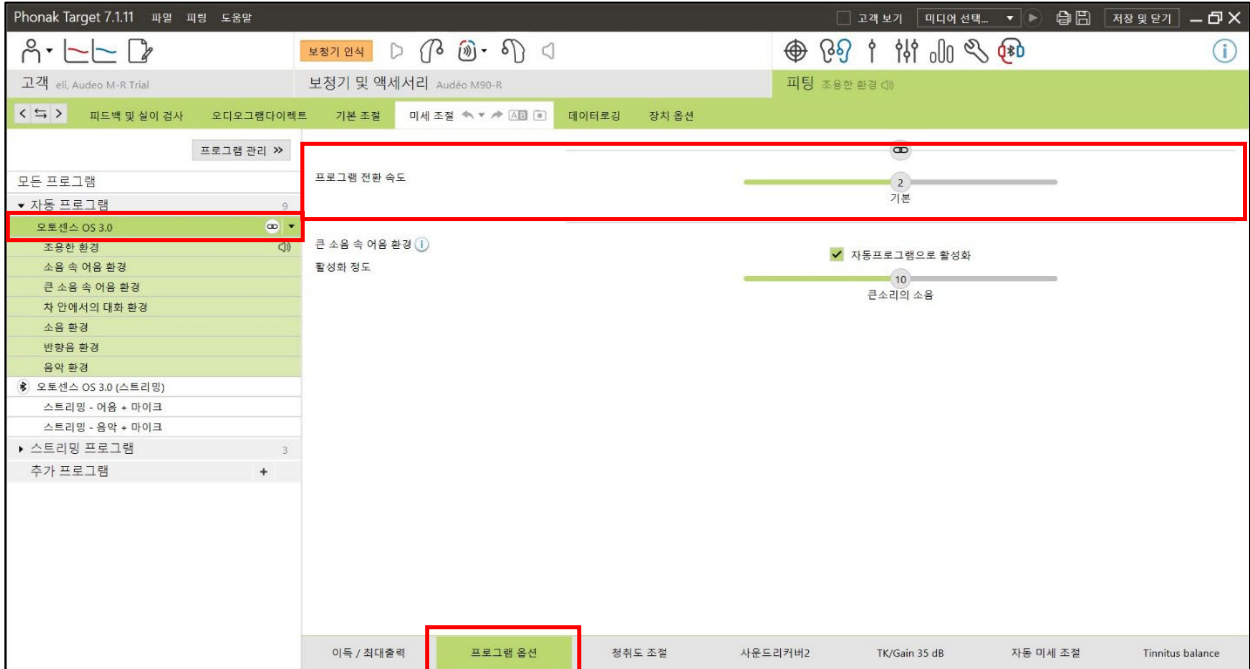 Phonak Target 7.1.11 파일 피팅 도움말 고객 보기 미디어 선택... 저장 및 닫기
보청기 인식
고객 eli, Audeo M-R Trial 보청기 및 액세서리 Audéo M90-R 피팅 조용한 환경
피드백 및 실이 검사 오디오그램다이렉트 기본 조절 미세 조절 AB 데이터로깅 장치 옵션
프로그램 관리 >>
모든 프로그램
자동 프로그램 9
오토센스 OS 3.0
조용한 환경
소음 속 어음 환경
큰 소음 속 어음 환경
차 안에서의 대화 환경
소음 환경
반향음 환경
음악 환경
오토센스 OS 3.0 (스트리밍)
스트리밍 - 어음 + 마이크
스트리밍 - 음악 + 마이크
스트리밍 프로그램 3
추가 프로그램 +
프로그램 전환 속도 2
기본
큰 소음 속 어음 환경 i 자동프로그램으로 활성화
활성화 정도 10
큰소리의 소음
이득 / 최대출력 프로그램 옵션 청취도 조절 사운드리커버2 TK/Gain 35 dB 자동 미세 조절 Tinnitus balance